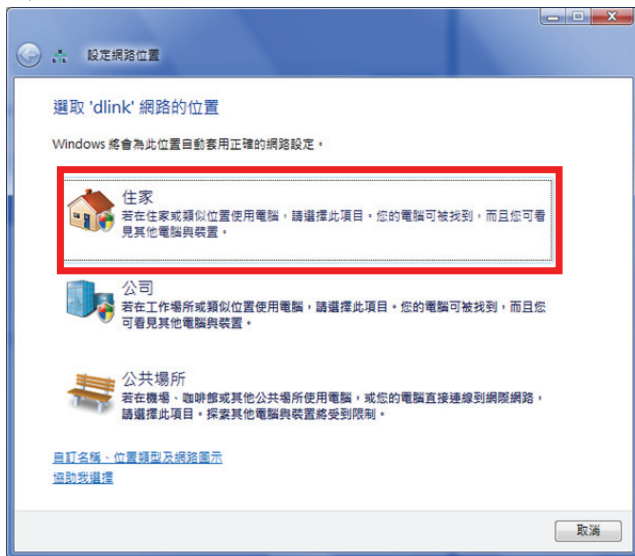 設定網路位置
選取 'dlink' 網路的位置
Windows 將會為此位置自動套用正確的網路設定。
住家
若在住家或類似位置使用電腦，請選擇此項目。您的電腦可被找到，而且您可看
見其他電腦與裝置。
公司
若在工作場所或類似位置使用電腦，請選擇此項目。您的電腦可被找到，而且您
可看見其他電腦與裝置。
公共場所
若在機場、咖啡館或其他公共場所使用電腦，或您的電腦直接連線到網際網路，
請選擇此項目。探索其他電腦與裝置將受到限制。
自訂名稱、位置類型及網路圖示
協助我選擇
取消